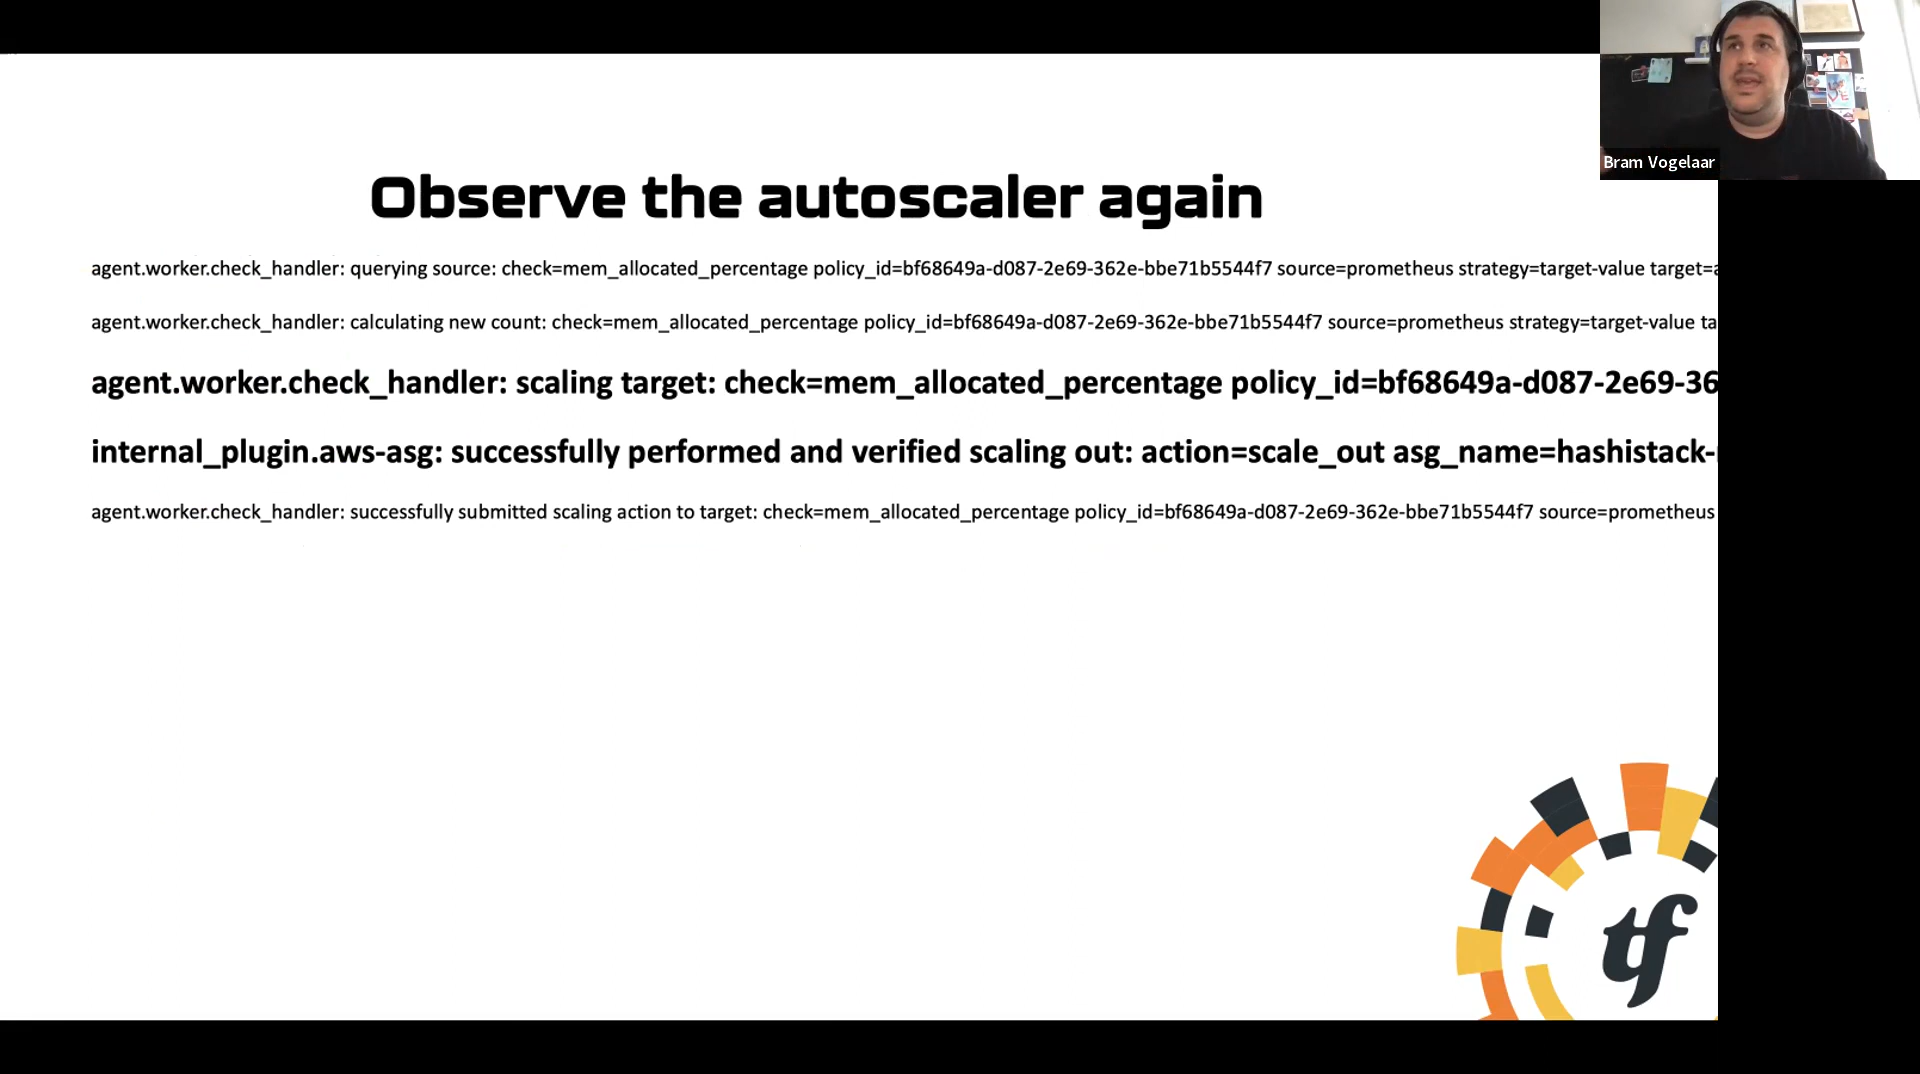 Bram Vogelaar
Observe the autoscaler again
agent.worker.check_handler: querying source: check=mem_allocated_percentage policy_id=bf68649a-d087-2e69-362e-bbe71b5544f7 source=prometheus strategy=target-value target=a
agent.worker.check_handler: calculating new count: check=mem_allocated_percentage policy_id=bf68649a-d087-2e69-362e-bbe71b5544f7 source=prometheus strategy=target-value ta
agent.worker.check_handler: scaling target: check=mem_allocated_percentage policy_id=bf68649a-d087-2e69-36
internal_plugin.aws-asg: successfully performed and verified scaling out: action=scale_out asg_name=hashistack-
agent.worker.check_handler: successfully submitted scaling action to target: check=mem_allocated_percentage policy_id=bf68649a-d087-2e69-362e-bbe71b5544f7 source=prometheus
tf